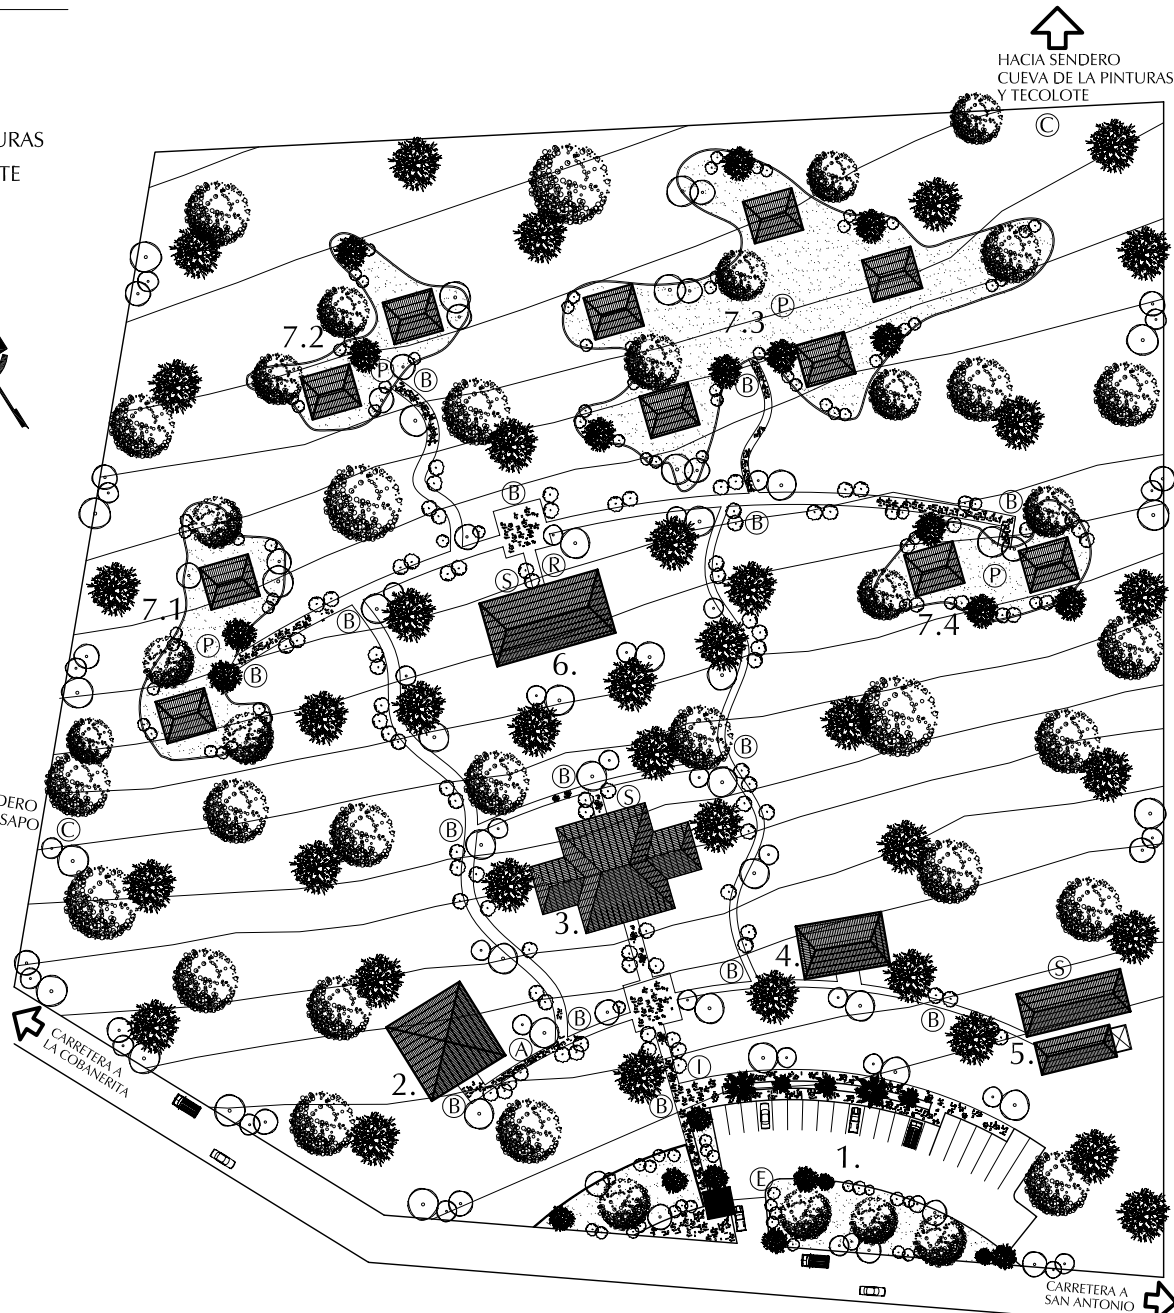 HACIA SENDERO
CUEVA DE LA PINTURAS
Y TECOLOTE
C
URAS
TE
7.2
7.3
P
P
B
B
B
B
B
S
R
P
7.1
7.4
B
P
B
6.
B
B
S
DERO
SAPO
C
B
3.
4.
B
S
B
B
A
5.
2.
I
B
B
CARRETERA A
LA COBANERITA
1.
E
CARRETERA A
SAN ANTONIO